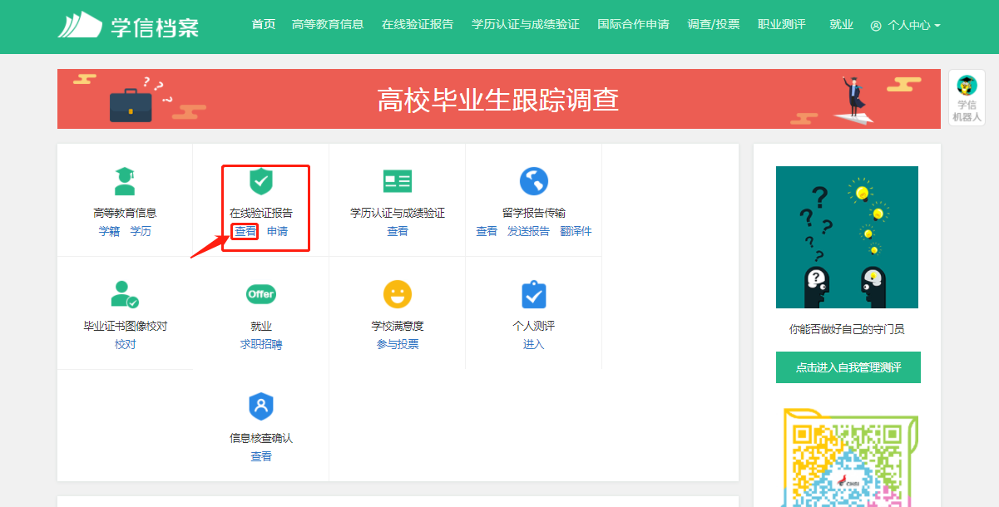 学信档案
首页 高等教育信息 在线验证报告 学历认证与成绩验证 国际合作申请 调查/投票 职业测评 就业 个人中心
高校毕业生跟踪调查
学信
机器人
高等教育信息
学籍 学历
在线验证报告
查看 申请
学历认证与成绩验证
查看
留学报告传输
查看 发送报告 翻译件
毕业证书图像校对
校对
Offer
就业
求职招聘
学校满意度
参与投票
个人测评
进入
信息核查确认
查看
你能否做好自己的守门员
点击进入自我管理测评
CHSI